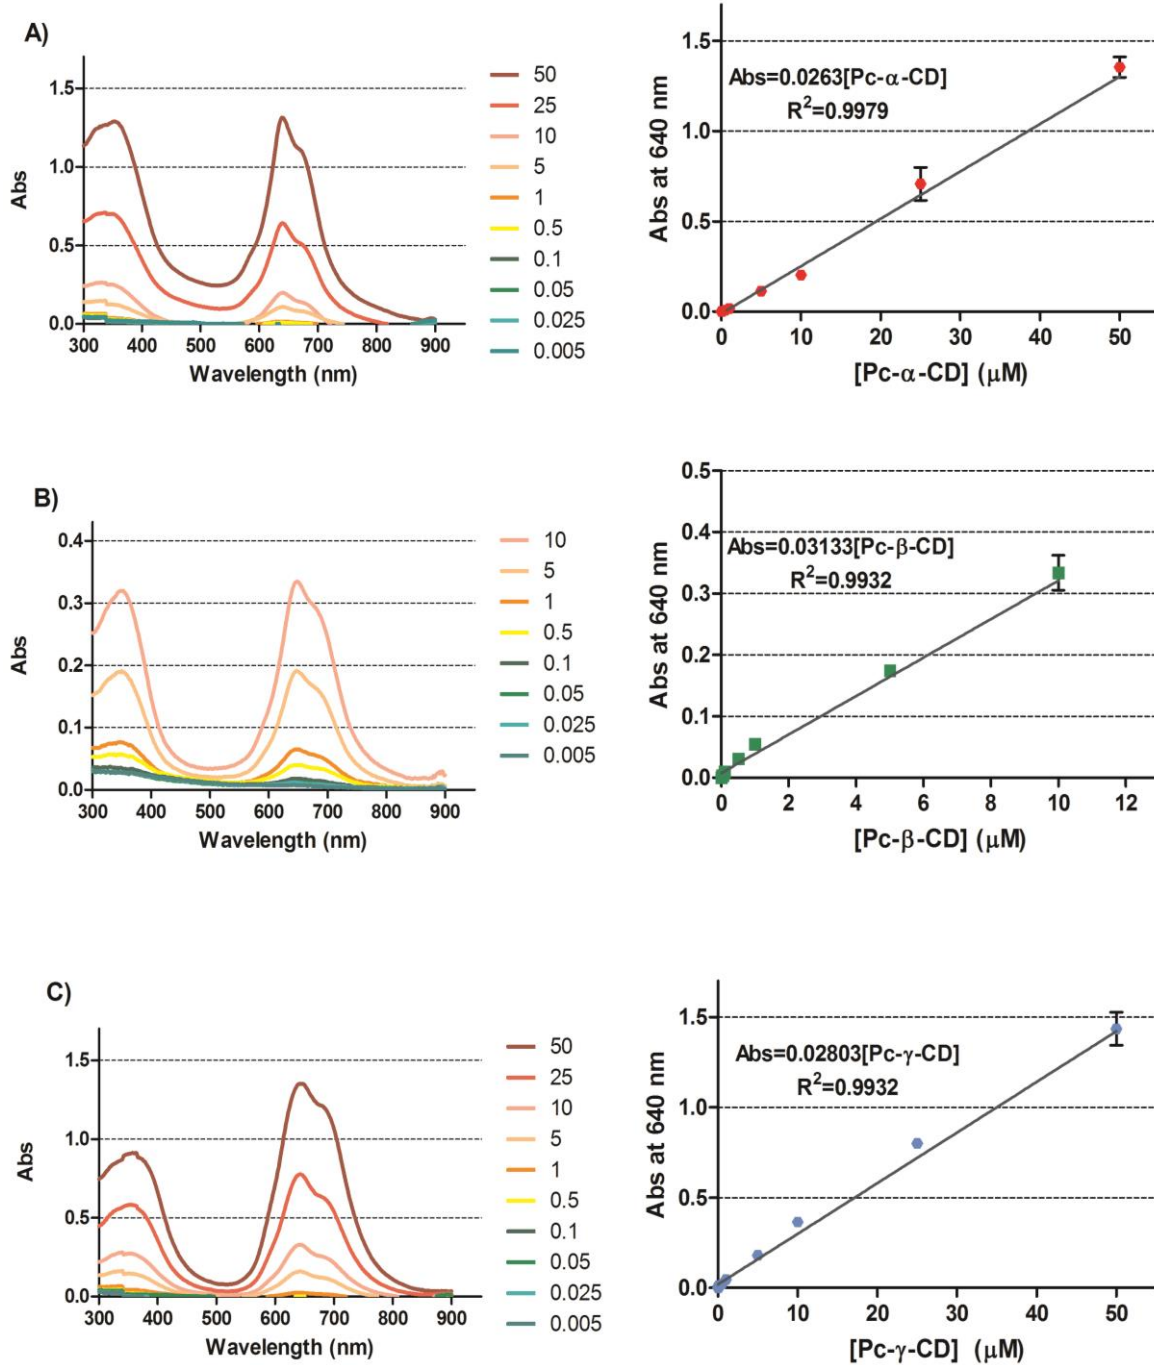 A)
1.5
1.0
0.5
0.0
Abs
300 400 500 600 700 800 900
Wavelength (nm)
50
25
10
5
1
0.5
0.1
0.05
0.025
0.005
Abs=0.0263[Pc-α-CD]
R²=0.9979
1.5
1.0
0.5
0.0
Abs at 640 nm
0 10 20 30 40 50
[Pc-α-CD] (μM)
B)
0.4
0.3
0.2
0.1
0.0
Abs
300 400 500 600 700 800 900
Wavelength (nm)
10
5
1
0.5
0.1
0.05
0.025
0.005
Abs=0.03133[Pc-β-CD]
R²=0.9932
0.5
0.4
0.3
0.2
0.1
0.0
Abs at 640 nm
0 2 4 6 8 10 12
[Pc-β-CD] (μM)
C)
1.5
1.0
0.5
0.0
Abs
300 400 500 600 700 800 900
Wavelength (nm)
50
25
10
5
1
0.5
0.1
0.05
0.025
0.005
Abs=0.02803[Pc-γ-CD]
R²=0.9932
1.5
1.0
0.5
0.0
Abs at 640 nm
0 10 20 30 40 50
[Pc-γ-CD] (μM)